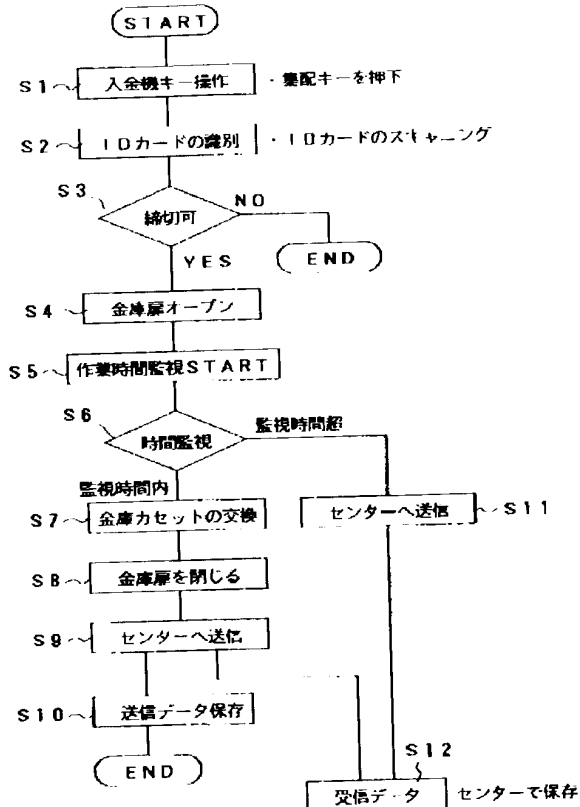 START
S1 入金機キー操作 ・集配キーを押下
S2 IDカードの識別 ・IDカードのスキャーニング
S3 締切可 NO
END
YES
S4 金庫扉オープン
S5 作業時間監視START
S6 時間監視 監視時間超
監視時間内
S7 金庫カセットの交換 センターへ送信 S11
S8 金庫扉を閉じる
S9 センターへ送信
S10 送信データ保存
END
S12
受信データ センターで保存